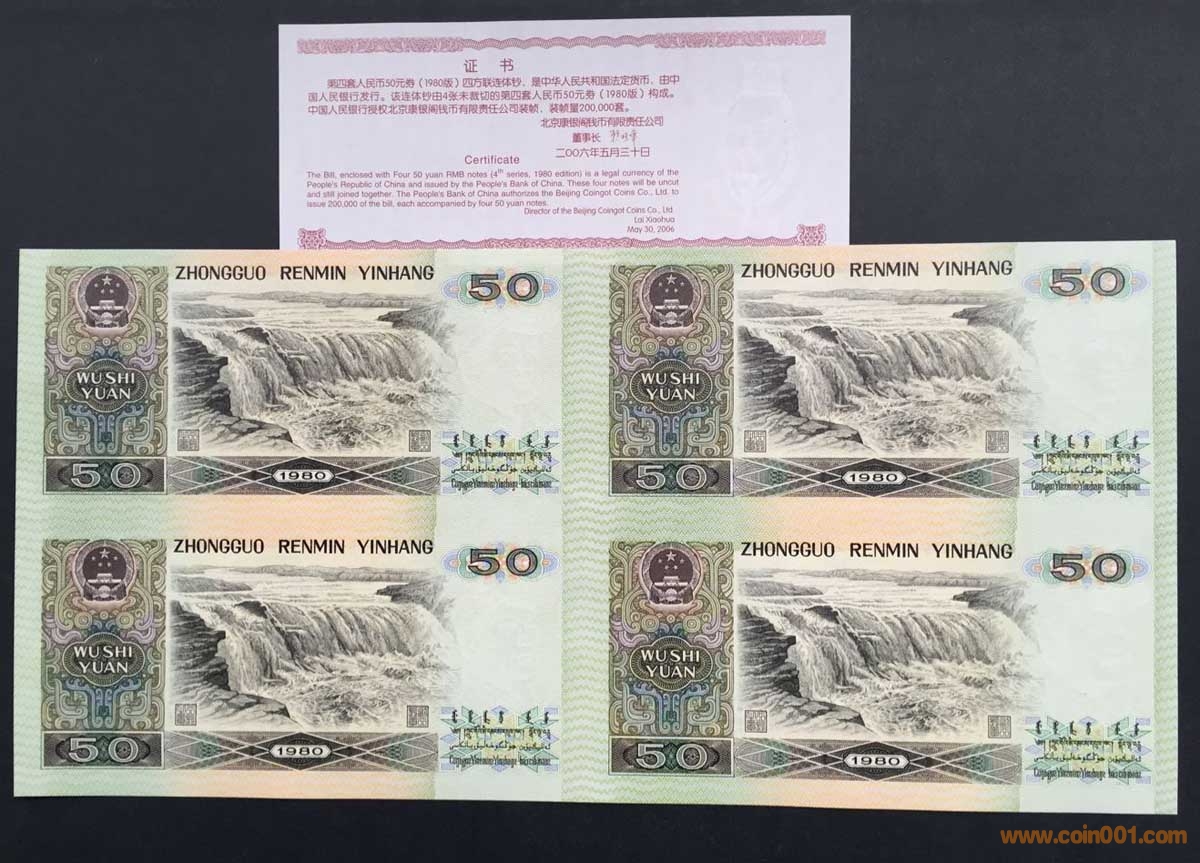 证 书
第四套人民币50元券（1980版）四方联连体钞，是中华人民共和国法定货币，由中
国人民银行发行。该连体钞由4张未裁切的第四套人民币50元券（1980版）构成。
中国人民银行授权北京康银阁钱币有限责任公司装帧，装帧量200,000套。
北京康银阁钱币有限责任公司
董事长
二〇〇六年五月三十日
Certificate
The Bill, enclosed with Four 50 yuan RMB notes (4th series, 1980 edition) is a legal currency of the
People's Republic of China and issued by the People's Bank of China. These four notes will be uncut
and still joined together. The People's Bank of China authorizes the Beijing Coingot Coins Co., Ltd. to
issue 200,000 of the bill, each accompanied by four 50 yuan notes.
Director of the Beijing Coingot Coins Co., Ltd.
Lai Xiaohua
May 30, 2006
ZHONGGUO RENMIN YINHANG
50
WU SHI
YUAN
50
1980
ZHONGGUO RENMIN YINHANG
50
WU SHI
YUAN
50
1980
ZHONGGUO RENMIN YINHANG
50
WU SHI
YUAN
50
1980
ZHONGGUO RENMIN YINHANG
50
WU SHI
YUAN
50
1980
www.coin001.com